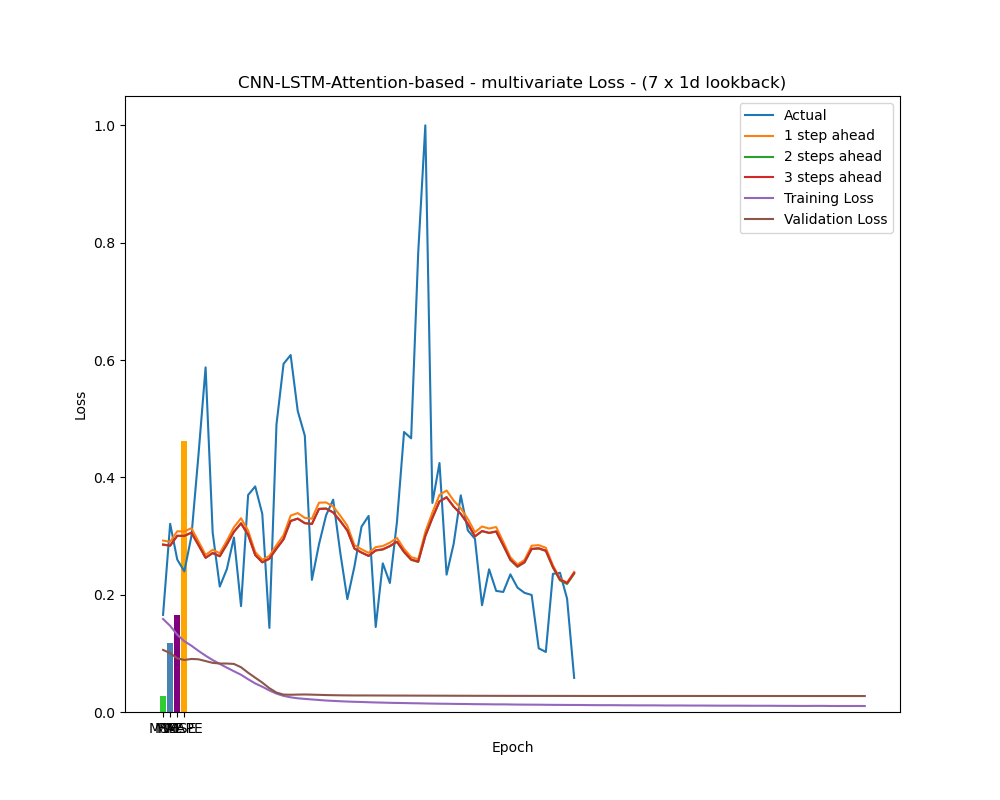 CNN-LSTM-Attention-based - multivariate Loss - (7 x 1d lookback)
Actual
1 step ahead
2 steps ahead
3 steps ahead
Training Loss
Validation Loss
1.0
0.8
0.6
0.4
0.2
0.0
Loss
Epoch